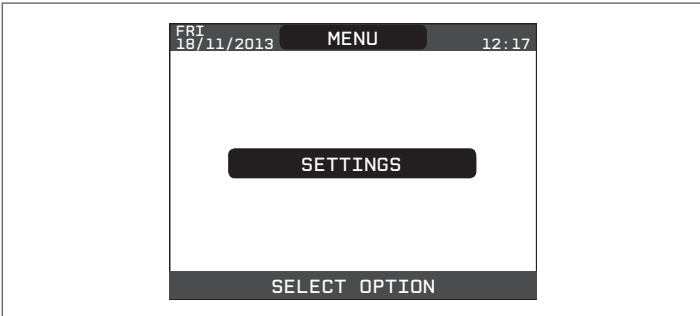 FRI
18/11/2013
MENU
12:17
SETTINGS
SELECT OPTION